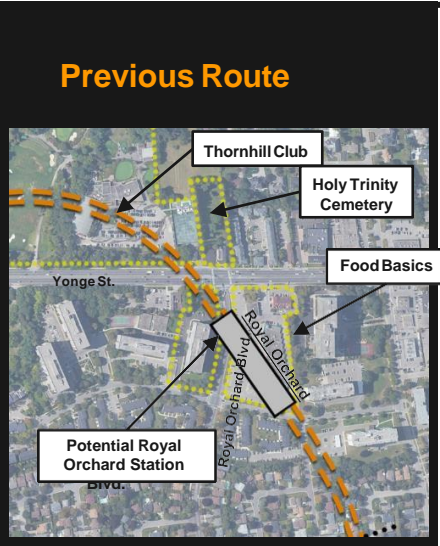 Previous Route
Thornhill Club
Holy Trinity
Cemetery
Food Basics
Yonge St.
Royal Orchard
Royal Orchard Blvd
Potential Royal
Orchard Station
Blvd.